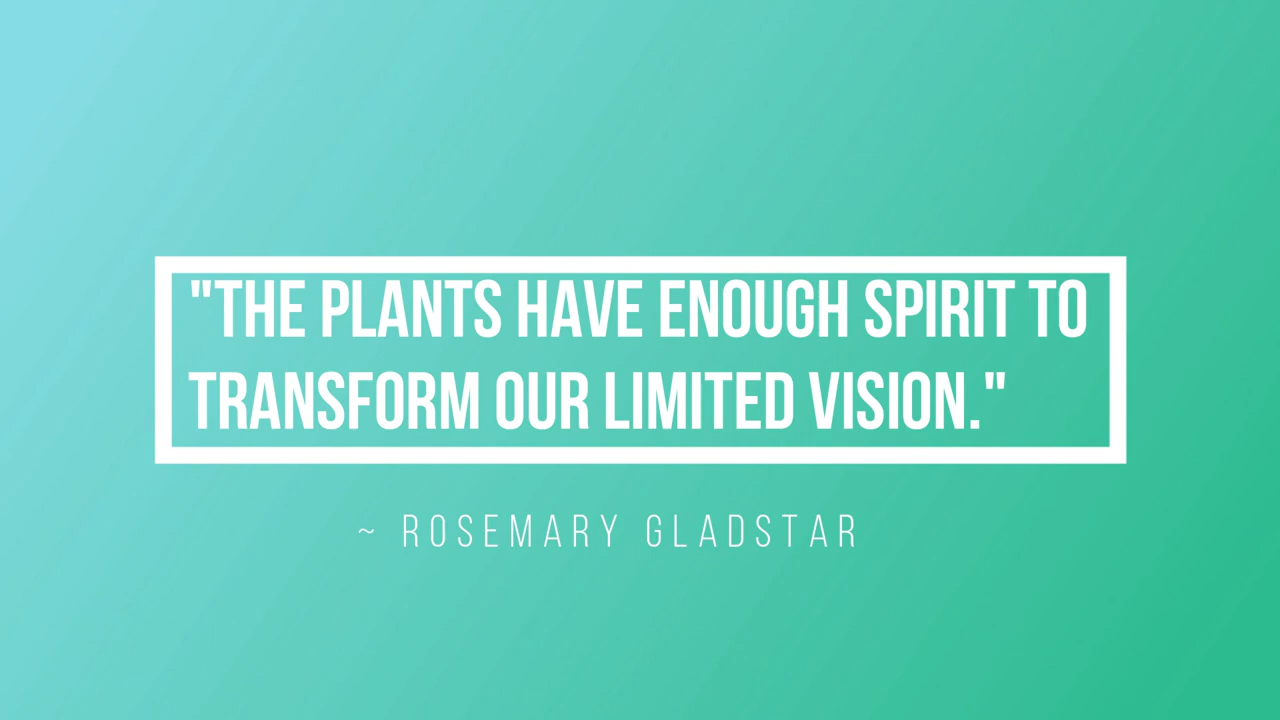 "THE PLANTS HAVE ENOUGH SPIRIT TO
TRANSFORM OUR LIMITED VISION."
~ ROSEMARY GLADSTAR